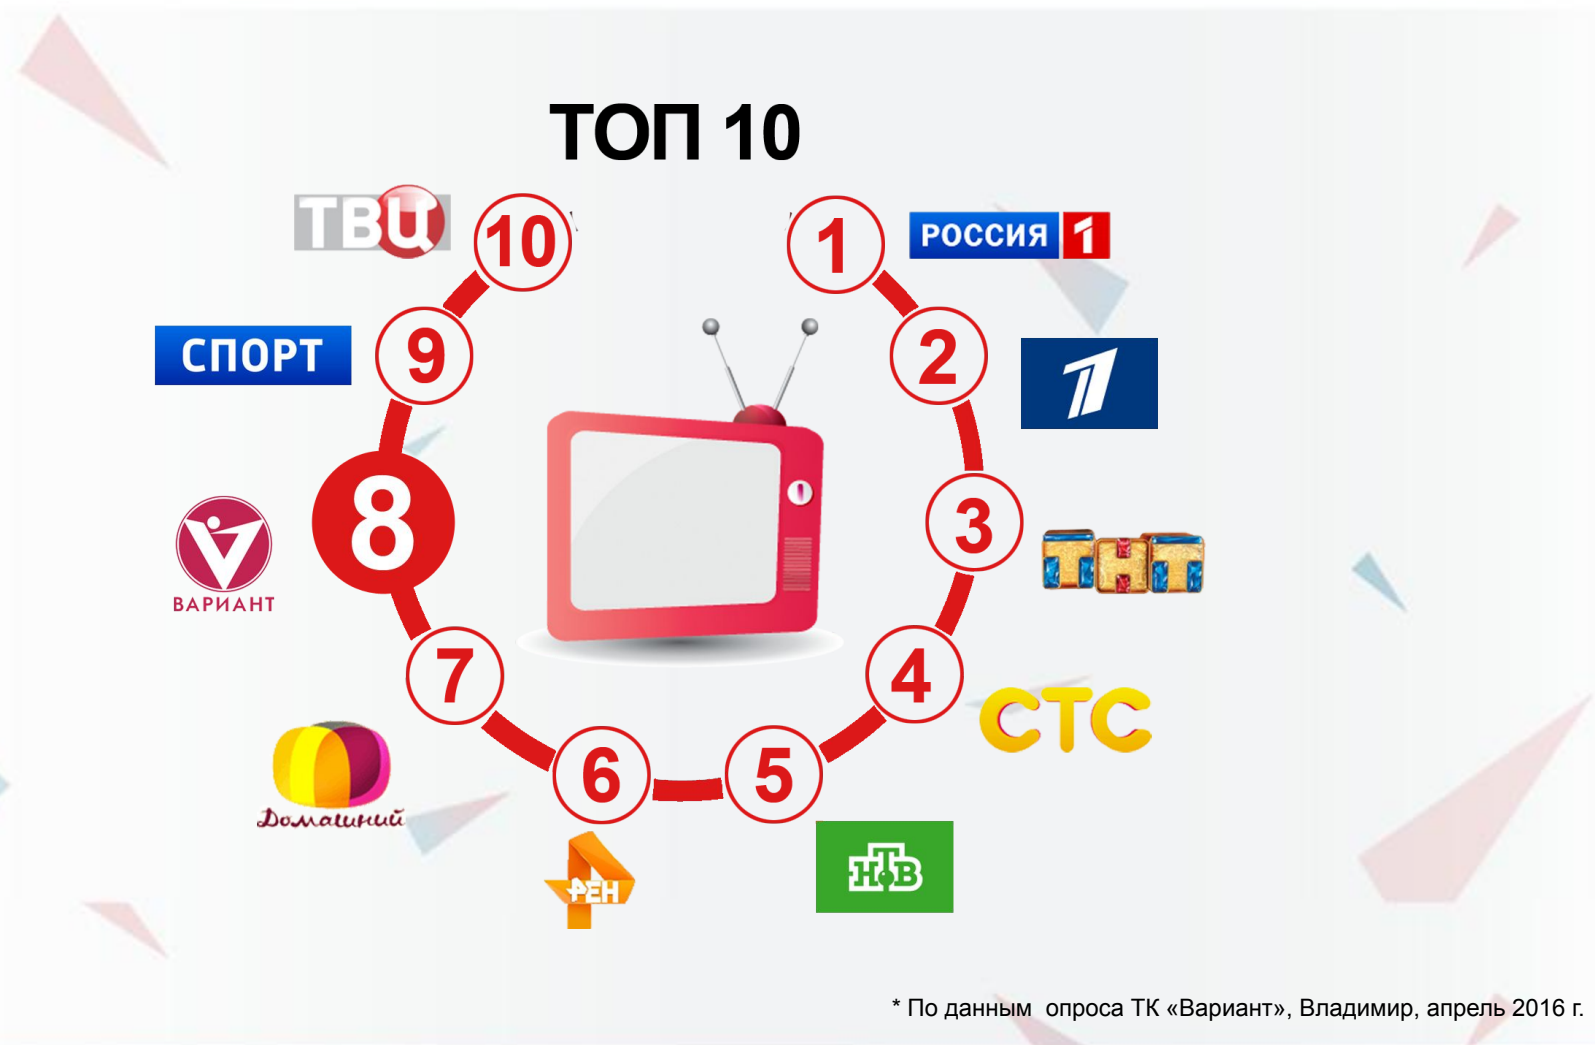 ТОП 10
ТВЦ
10
1
РОССИЯ 1
СПОРТ
9
2
1
8
ВАРИАНТ
3
ТНТ
7
4
СТС
Домашний
6
5
РЕН
НТВ
* По данным опроса ТК «Вариант», Владимир, апрель 2016 г.